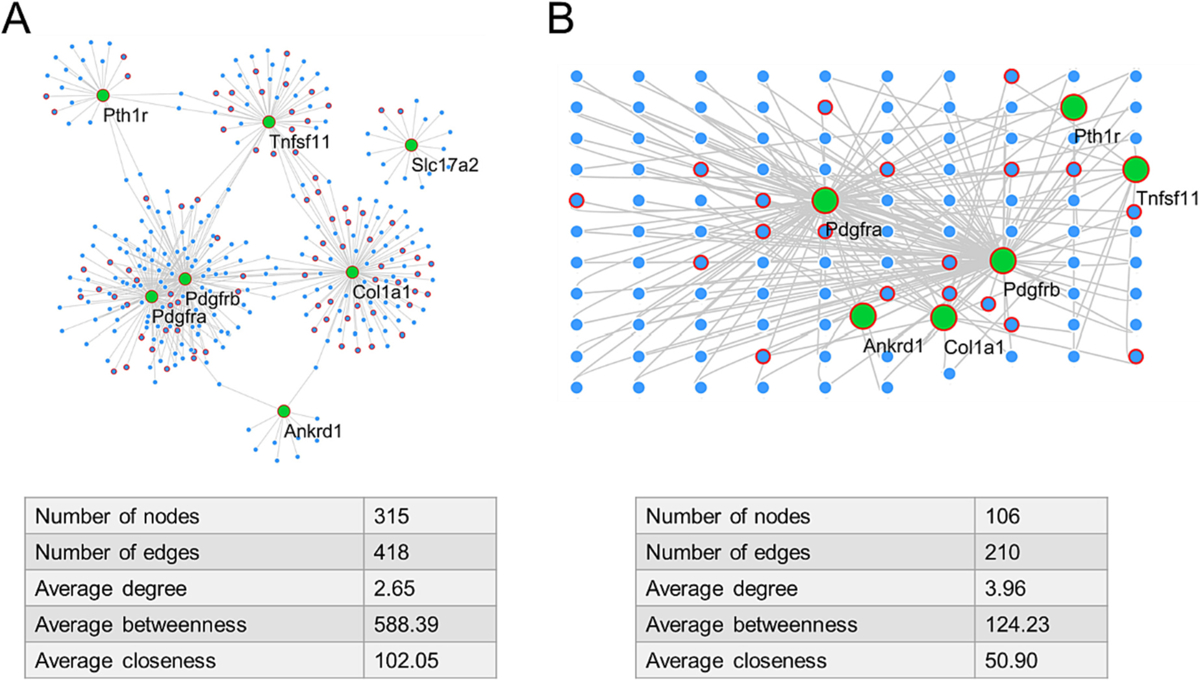 A
B
Pth1r
Tnfsf11
Slc17a2
Pdgfrb
Pdgfra
Col1a1
Ankrd1
Pth1r
Tnfsf11
Pdgfra
Pdgfrb
Ankrd1
Col1a1
Number of nodes 315
Number of edges 418
Average degree 2.65
Average betweenness 588.39
Average closeness 102.05
Number of nodes 106
Number of edges 210
Average degree 3.96
Average betweenness 124.23
Average closeness 50.90